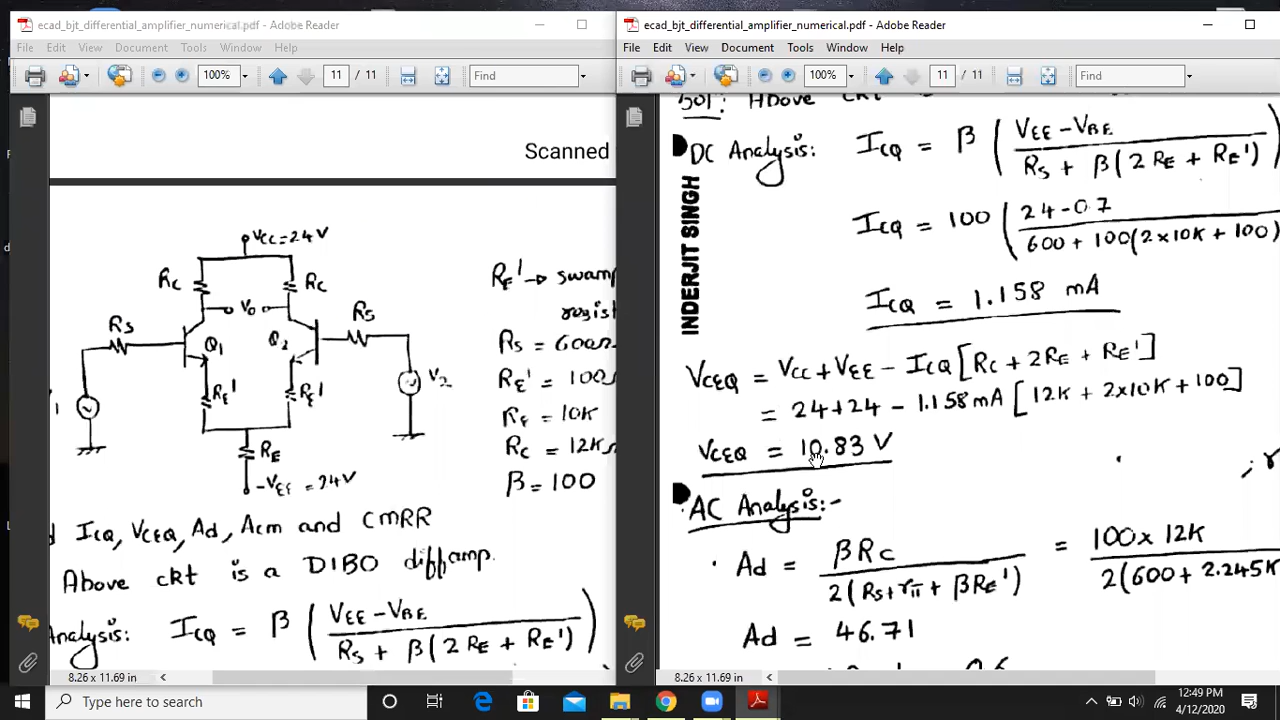 ecad_bjt_differential_amplifier_numerical.pdf - Adobe Reader
File Edit View Document Tools Window Help
100% 11 / 11 Find
Scanned
VCC = 24V
RC RC
Vo
RS RS
Q1 Q2
V2
1
RE' RE'
RE
-VEE = 24V
RE' → swam
resist
RS = 600Ω
RE' = 100
RE = 10K
RC = 12K
β = 100
d ICQ, VCEQ, Ad, Acm and CMRR
Above ckt is a DIBO diffamp.
Analysis: ICQ = β ( VEE - VBE / RS + β(2RE + RE') )
8.26 x 11.69 in
ecad_bjt_differential_amplifier_numerical.pdf - Adobe Reader
File Edit View Document Tools Window Help
100% 11 / 11 Find
Sol: Above ckt
DC Analysis: ICQ = β ( VEE - VBE / RS + β(2RE + RE')
ICQ = 100 ( 24 - 0.7 / 600 + 100(2x10K + 100)
ICQ = 1.158 mA
INDERJIT SINGH
VCEQ = VCC + VEE - ICQ [RC + 2RE + RE']
= 24+24 - 1.158mA [12K + 2x10K + 100]
VCEQ = 10.83 V
AC Analysis:-
Ad = βRC / 2(RS + rπ + βRE') = 100 x 12K / 2(600 + 2.245K
Ad = 46.71
8.26 x 11.69 in
Type here to search
12:49 PM
4/12/2020